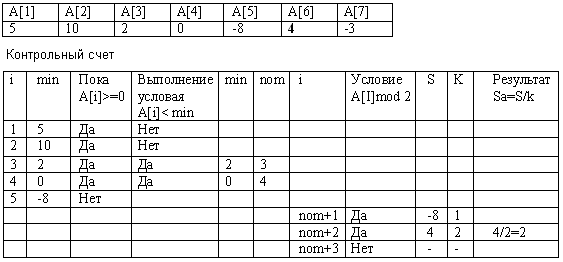 A[1] A[2] A[3] A[4] A[5] A[6] A[7]
5 10 2 0 -8 4 -3
Контрольный счет
i min Пока A[i]>=0 Выполнение условая A[i]< min min nom i Условие A[I]mod 2 S K Результат Sa=S/k
1 5 Да Нет
2 10 Да Нет
3 2 Да Да 2 3
4 0 Да Да 0 4
5 -8 Нет
nom+1 Да -8 1
nom+2 Да 4 2 4/2=2
nom+3 Нет - -